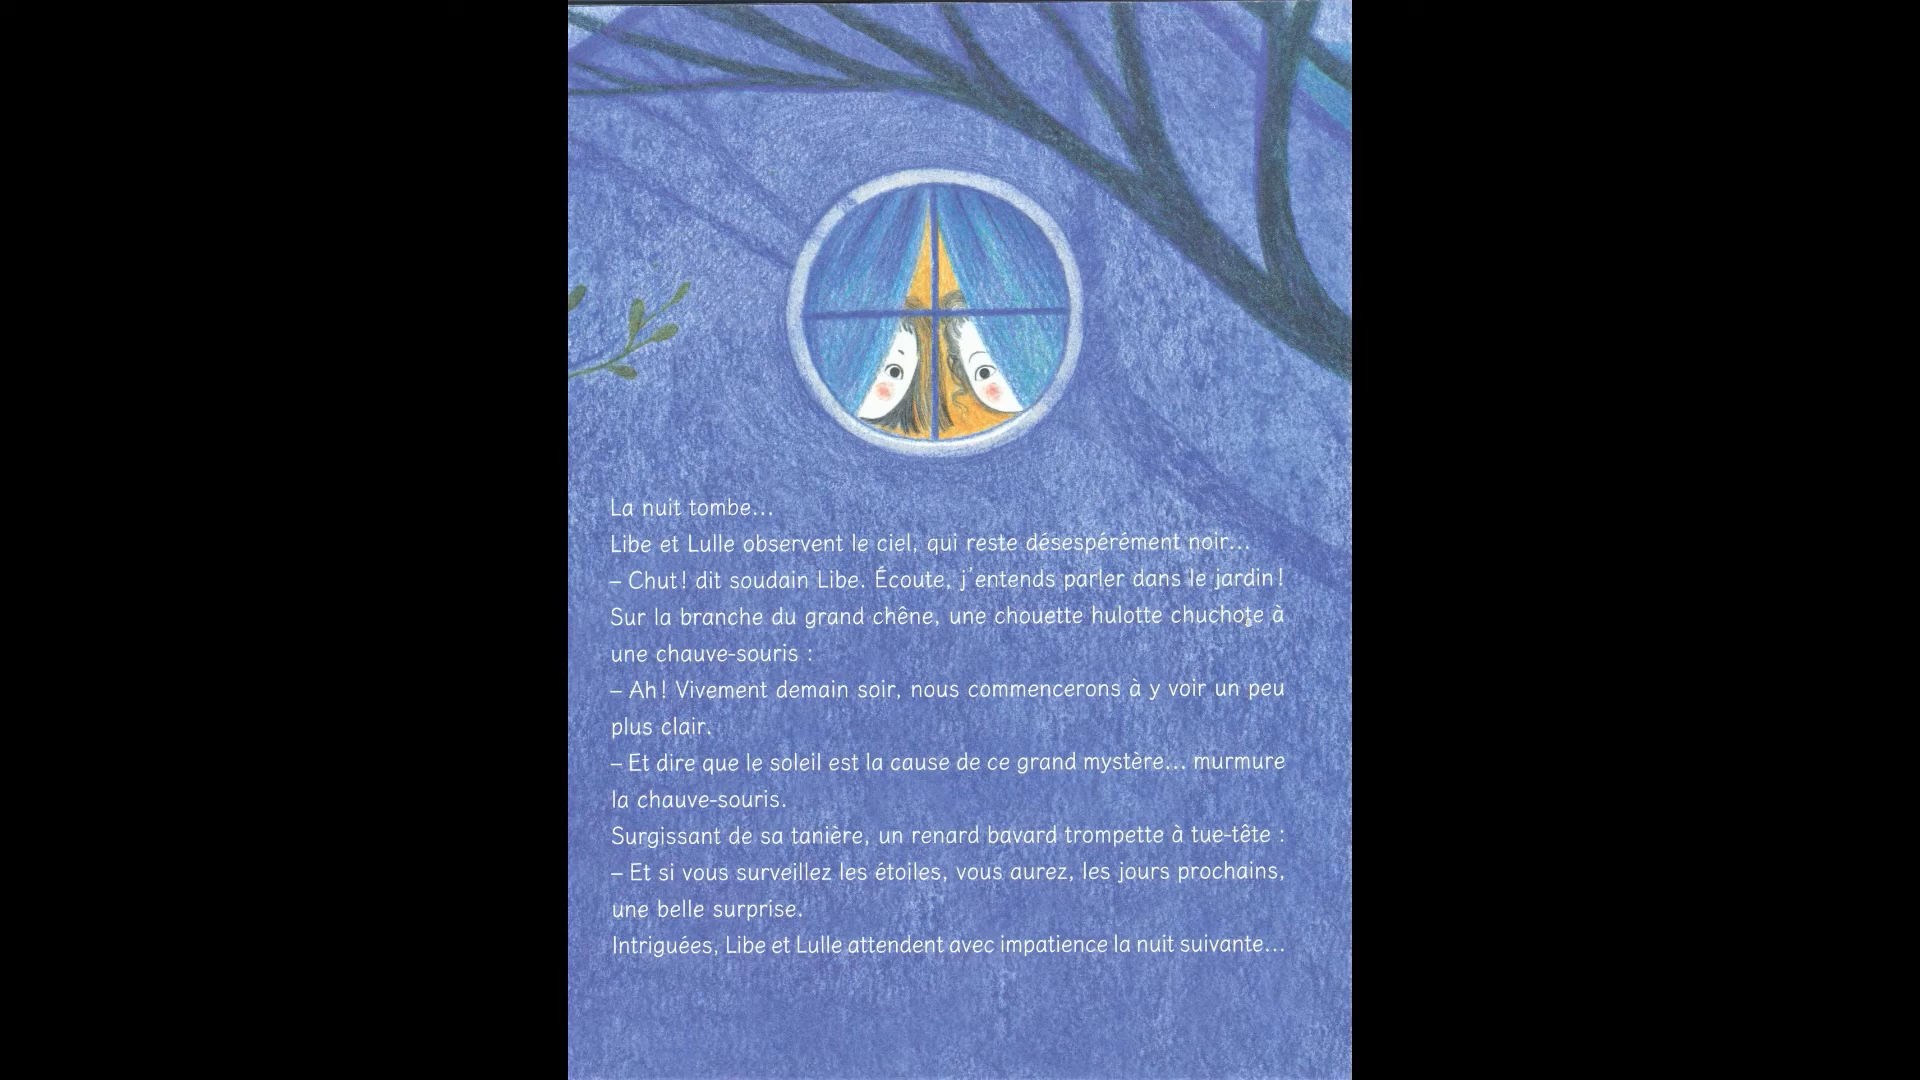 La nuit tombe...
Libe et Lulle observent le ciel, qui reste désespérément noir...
– Chut! dit soudain Libe. Écoute, j'entends parler dans le jardin!
Sur la branche du grand chêne, une chouette hulotte chuchote à
une chauve-souris :
– Ah! Vivement demain soir, nous commencerons à y voir un peu
plus clair.
– Et dire que le soleil est la cause de ce grand mystère... murmure
la chauve-souris.
Surgissant de sa tanière, un renard bavard trompette à tue-tête :
– Et si vous surveillez les étoiles, vous aurez, les jours prochains,
une belle surprise.
Intriguées, Libe et Lulle attendent avec impatience la nuit suivante...